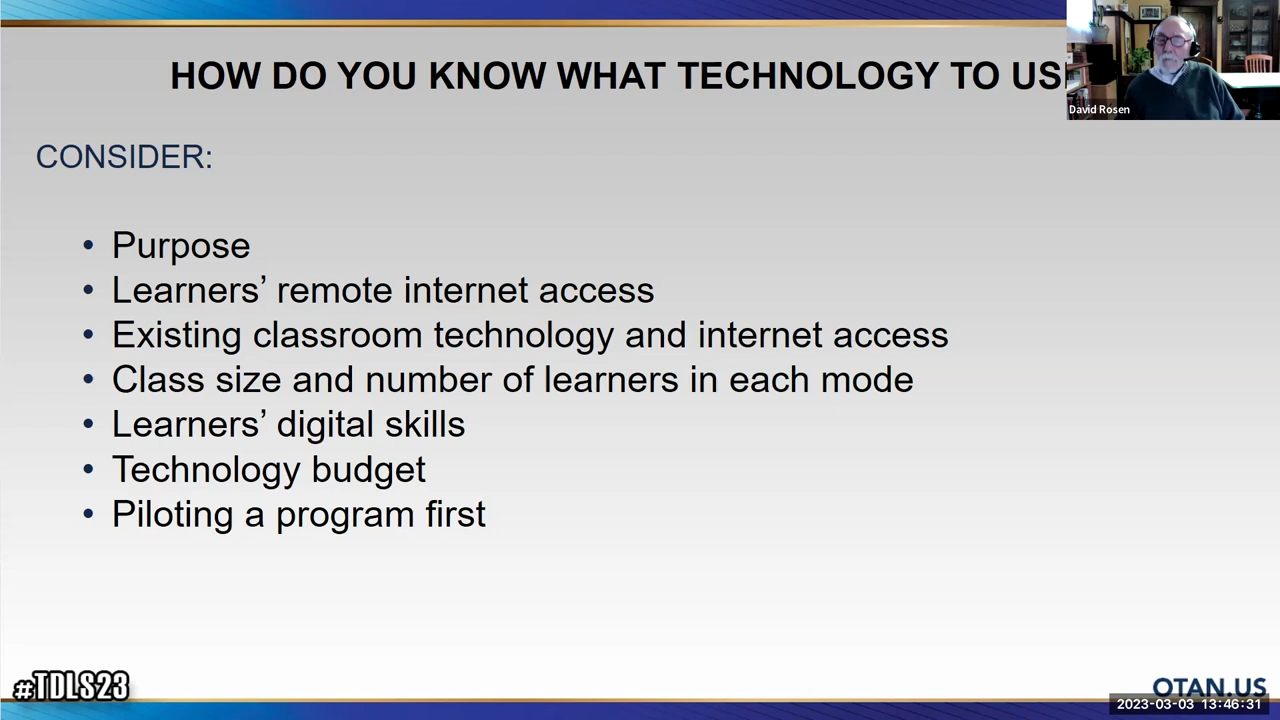 HOW DO YOU KNOW WHAT TECHNOLOGY TO US
David Rosen
CONSIDER:
• Purpose
• Learners’ remote internet access
• Existing classroom technology and internet access
• Class size and number of learners in each mode
• Learners’ digital skills
• Technology budget
• Piloting a program first
#TDLS23
OTAN.US
2023-03-03 13:46:31